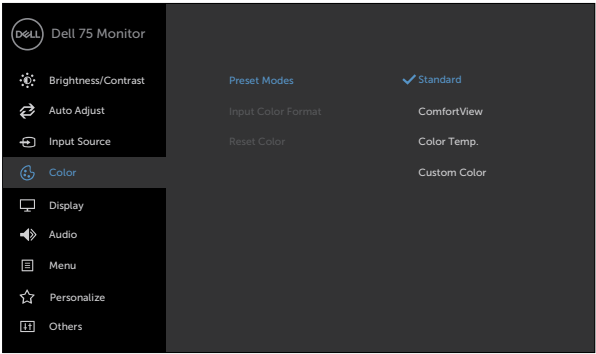 DELL Dell 75 Monitor
Brightness/Contrast Preset Modes Standard
Auto Adjust Input Color Format ComfortView
Input Source Reset Color Color Temp.
Color Custom Color
Display
Audio
Menu
Personalize
Others